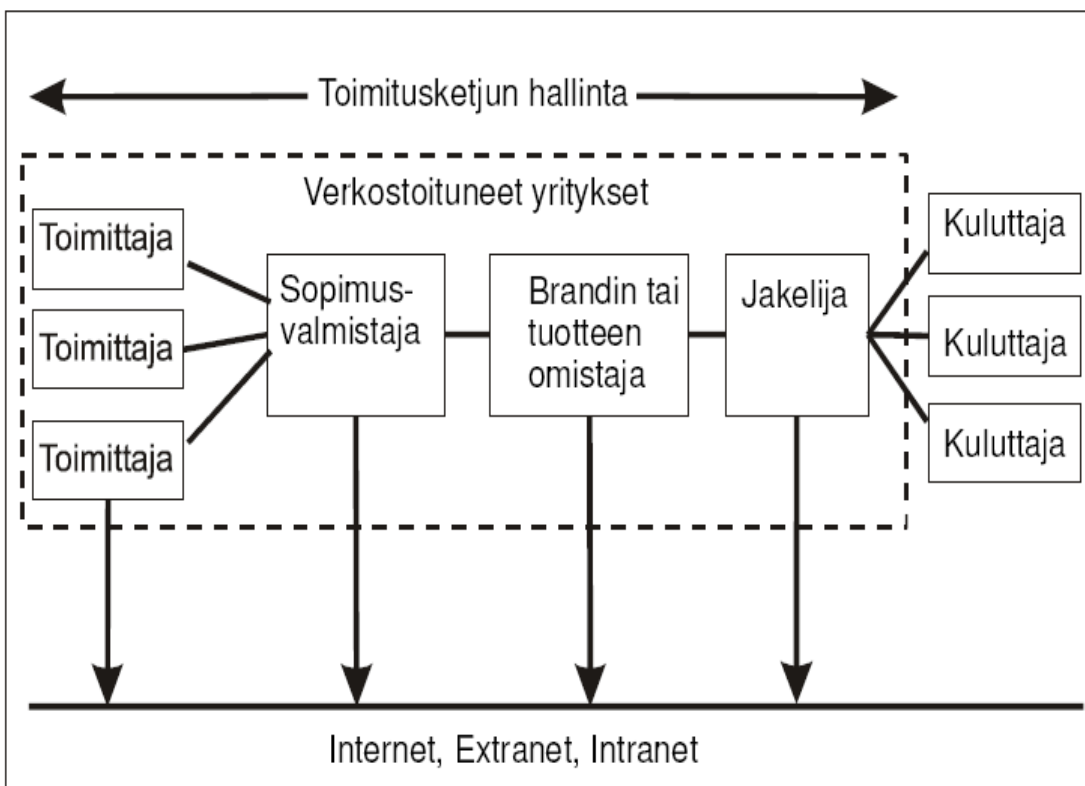 Toimitusketjun hallinta
Verkostoituneet yritykset
Toimittaja
Toimittaja
Toimittaja
Sopimus-
valmistaja
Brandin tai
tuotteen
omistaja
Jakelija
Kuluttaja
Kuluttaja
Kuluttaja
Internet, Extranet, Intranet